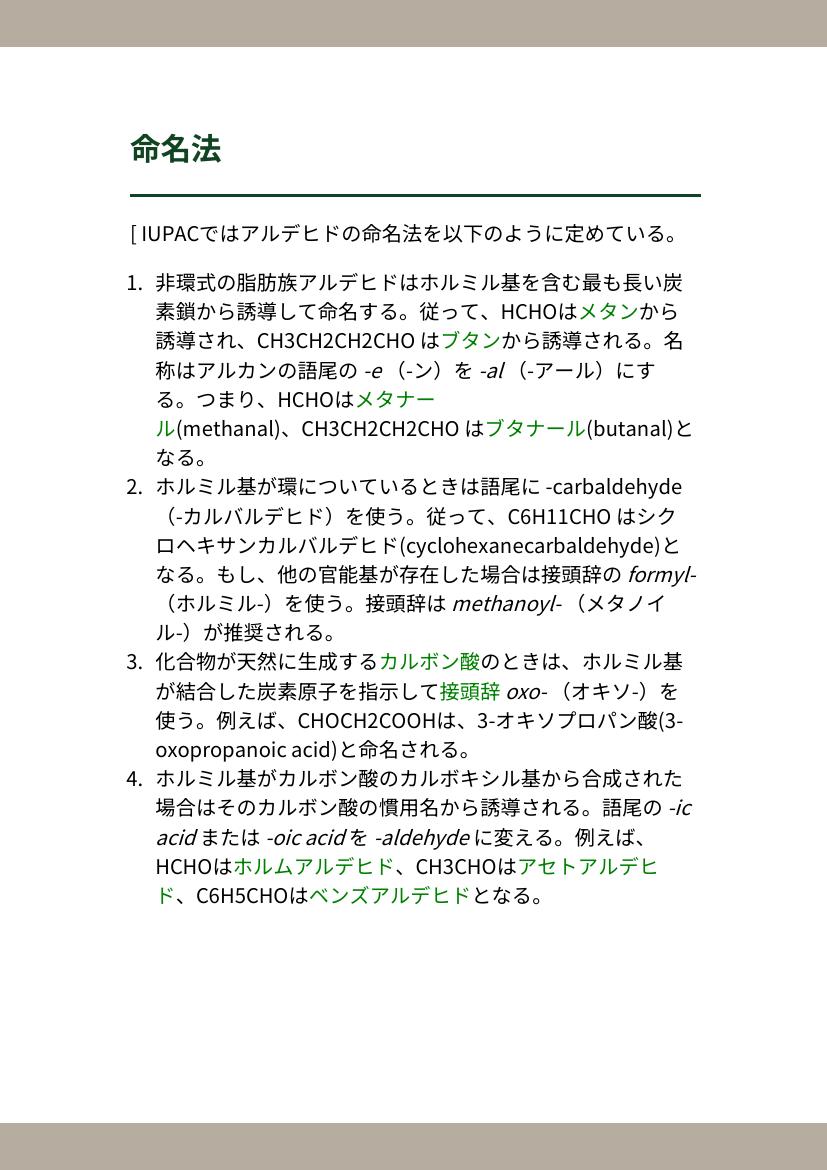 命名法
[ IUPACではアルデヒドの命名法を以下のように定めている。
1. 非環式の脂肪族アルデヒドはホルミル基を含む最も長い炭
素鎖から誘導して命名する。従って、HCHOはメタンから
誘導され、CH3CH2CH2CHO はブタンから誘導される。名
称はアルカンの語尾の -e （-ン）を -al （-アール）にす
る。つまり、HCHOはメタナー
ル(methanal)、CH3CH2CH2CHO はブタナール(butanal)と
なる。
2. ホルミル基が環についているときは語尾に -carbaldehyde
（-カルバルデヒド）を使う。従って、C6H11CHO はシク
ロヘキサンカルバルデヒド(cyclohexanecarbaldehyde)と
なる。もし、他の官能基が存在した場合は接頭辞の formyl-
（ホルミル-）を使う。接頭辞は methanoyl- （メタノイ
ル-）が推奨される。
3. 化合物が天然に生成するカルボン酸のときは、ホルミル基
が結合した炭素原子を指示して接頭辞 oxo- （オキソ-）を
使う。例えば、CHOCH2COOHは、3-オキソプロパン酸(3-
oxopropanoic acid)と命名される。
4. ホルミル基がカルボン酸のカルボキシル基から合成された
場合はそのカルボン酸の慣用名から誘導される。語尾の -ic
acid または -oic acid を -aldehyde に変える。例えば、
HCHOはホルムアルデヒド、CH3CHOはアセトアルデヒ
ド、C6H5CHOはベンズアルデヒドとなる。